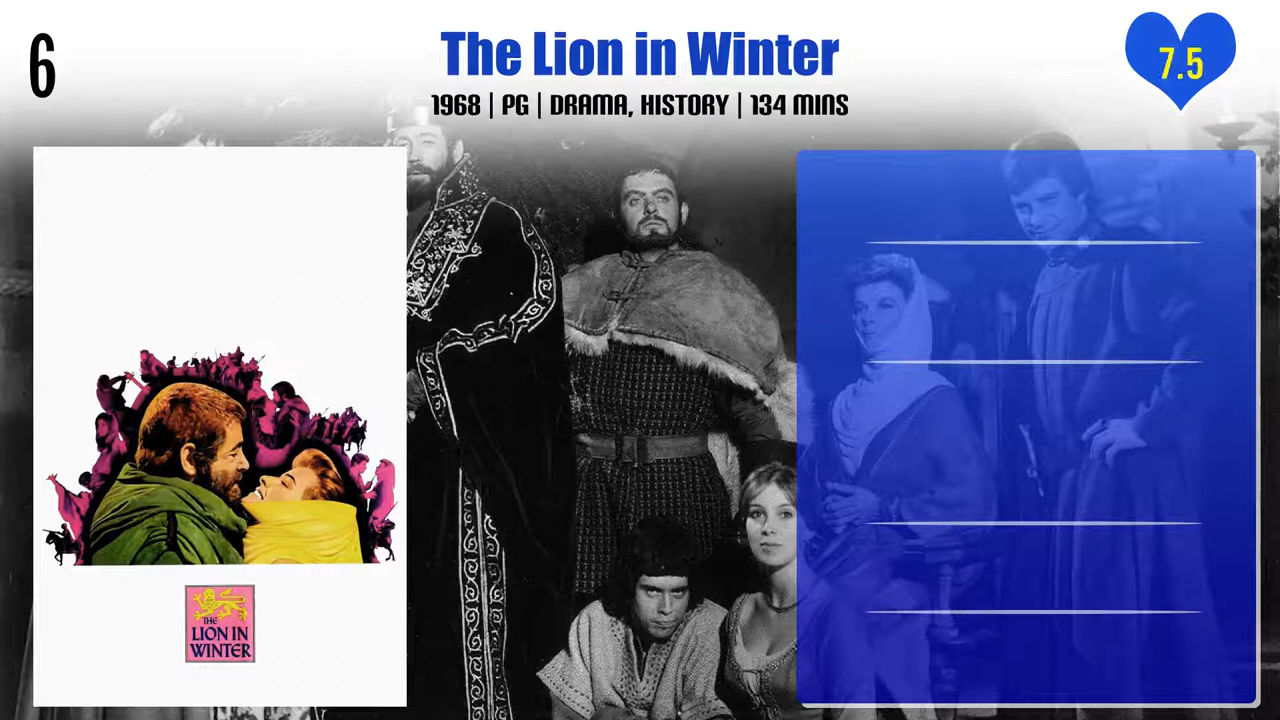 6
The Lion in Winter
1968 | PG | DRAMA, HISTORY | 134 MINS
7.5
THE
LION IN
WINTER